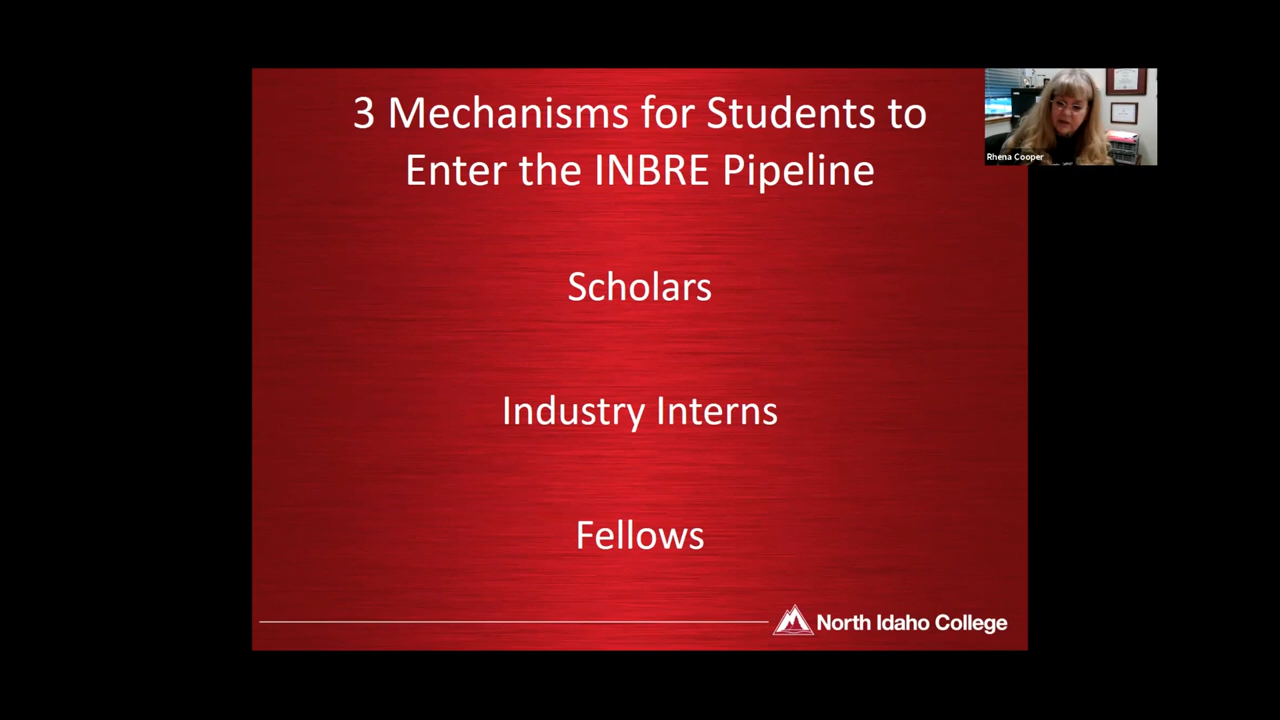 3 Mechanisms for Students to
Enter the INBRE Pipeline
Rhena Cooper
Scholars
Industry Interns
Fellows
North Idaho College